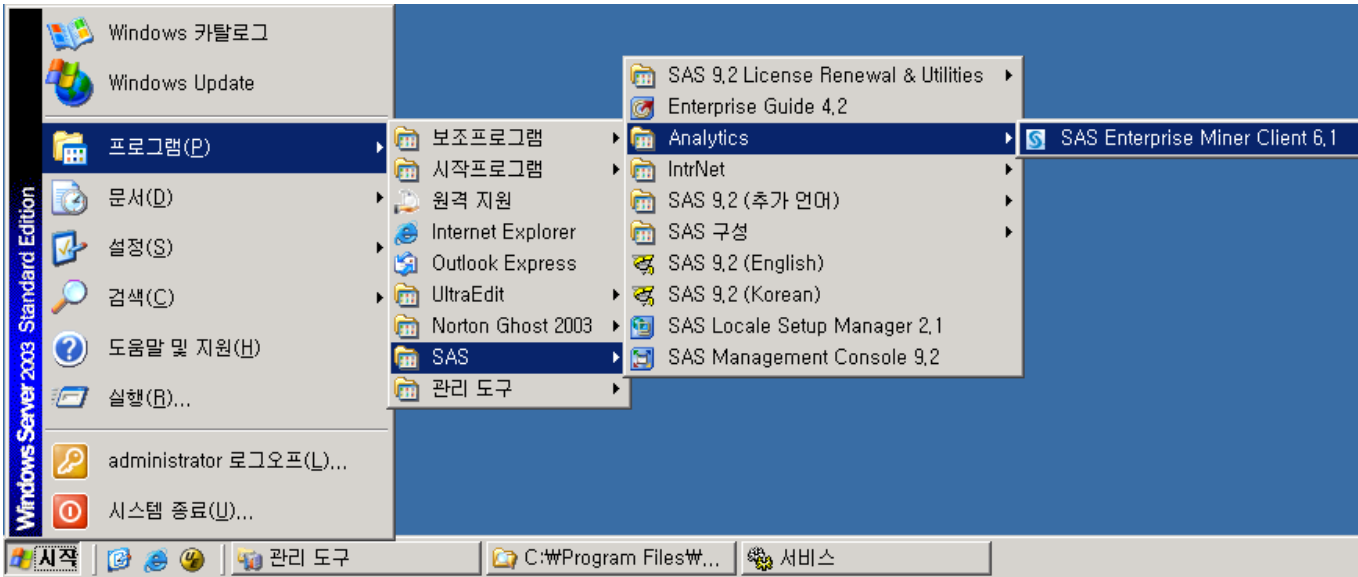 Windows 카탈로그
Windows Update
프로그램(P)
문서(D)
설정(S)
검색(C)
도움말 및 지원(H)
실행(R)...
administrator 로그오프(L)...
시스템 종료(U)...
Windows Server 2003 Standard Edition
보조프로그램
시작프로그램
원격 지원
Internet Explorer
Outlook Express
UltraEdit
Norton Ghost 2003
SAS
관리 도구
SAS 9,2 License Renewal & Utilities
Enterprise Guide 4,2
Analytics
IntrNet
SAS 9,2 (추가 언어)
SAS 구성
SAS 9,2 (English)
SAS 9,2 (Korean)
SAS Locale Setup Manager 2,1
SAS Management Console 9,2
SAS Enterprise Miner Client 6,1
시작
관리 도구
C:₩Program Files₩...
서비스